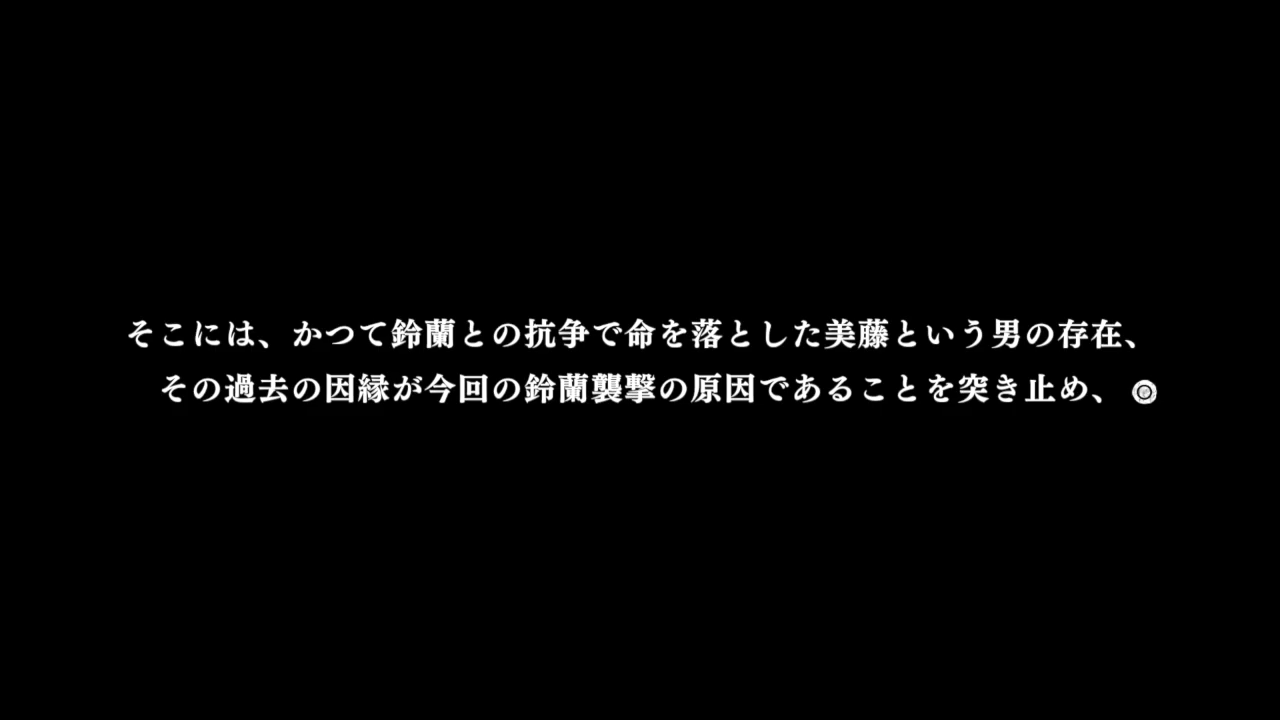 そこには、かつて鈴蘭との抗争で命を落とした美藤という男の存在、
その過去の因縁が今回の鈴蘭襲撃の原因であることを突き止め、